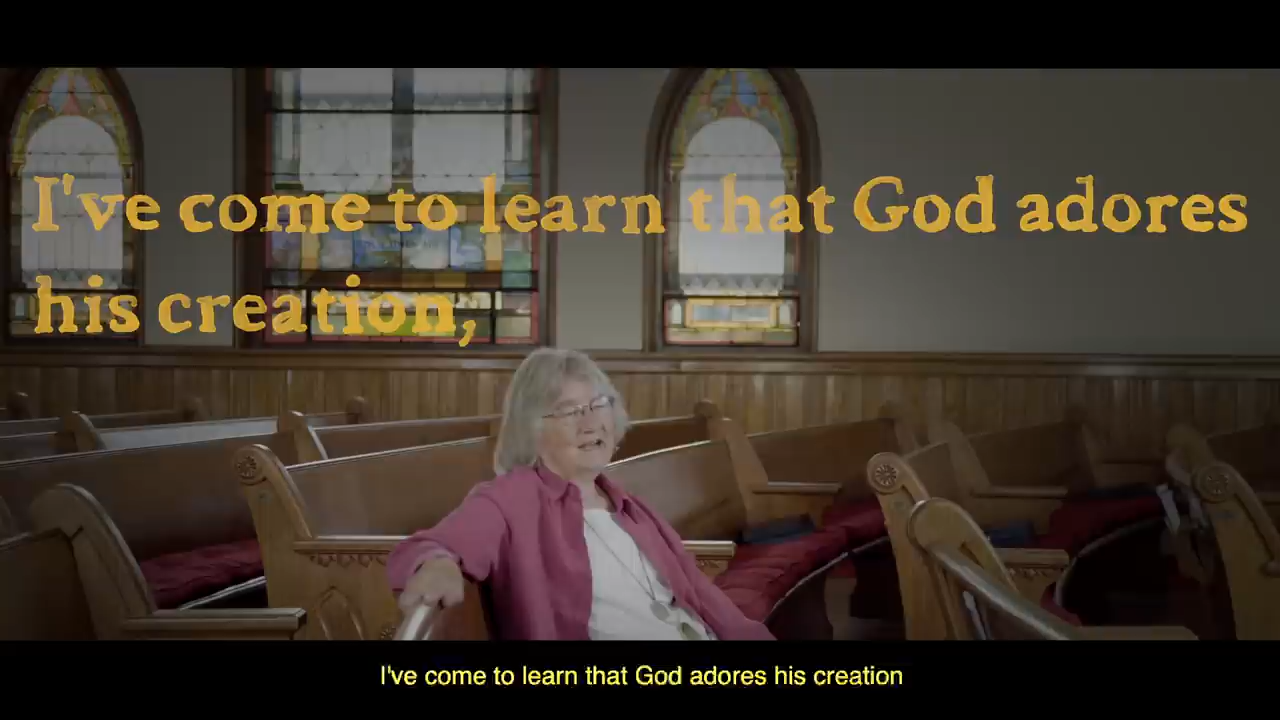 I've come to learn that God adores
his creation,
I've come to learn that God adores his creation